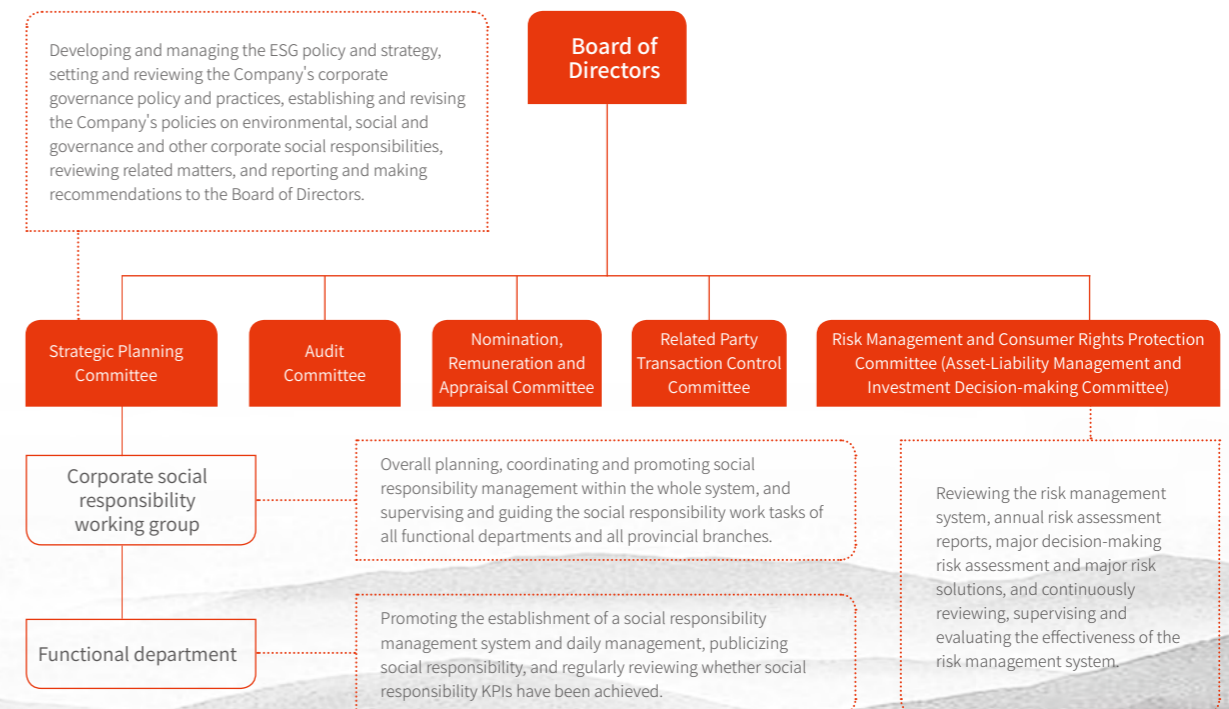 Developing and managing the ESG policy and strategy,
setting and reviewing the Company's corporate
governance policy and practices, establishing and revising
the Company's policies on environmental, social and
governance and other corporate social responsibilities,
reviewing related matters, and reporting and making
recommendations to the Board of Directors.
Board of
Directors
Strategic Planning
Committee
Audit
Committee
Nomination,
Remuneration and
Appraisal Committee
Related Party
Transaction Control
Committee
Risk Management and Consumer Rights Protection
Committee (Asset-Liability Management and
Investment Decision-making Committee)
Corporate social
responsibility
working group
Overall planning, coordinating and promoting social
responsibility management within the whole system, and
supervising and guiding the social responsibility work tasks of
all functional departments and all provincial branches.
Functional department
Promoting the establishment of a social responsibility
management system and daily management, publicizing
social responsibility, and regularly reviewing whether social
responsibility KPIs have been achieved.
Reviewing the risk management
system, annual risk assessment
reports, major decision-making
risk assessment and major risk
solutions, and continuously
reviewing, supervising and
evaluating the effectiveness of the
risk management system.